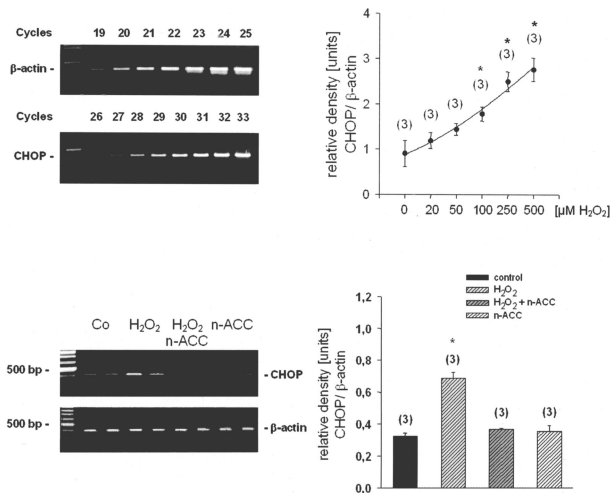 Cycles 19 20 21 22 23 24 25
β-actin -
Cycles 26 27 28 29 30 31 32 33
CHOP -
relative density [units]
CHOP/ β-actin
4
3
2
1
0
(3) (3) (3) * (3) * (3) * (3)
0 20 50 100 250 500 [µM H₂O₂]
Co H₂O₂ H₂O₂ n-ACC
n-ACC
500 bp - - CHOP
500 bp - - β-actin
control
H₂O₂
H₂O₂ + n-ACC
n-ACC
relative density [units]
CHOP/ β-actin
1,2
1,0
0,8
0,6
0,4
0,2
0,0
(3) * (3) (3) (3)